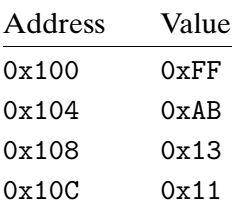 Address Value
0x100 0xFF
0x104 0xAB
0x108 0x13
0x10C 0x11